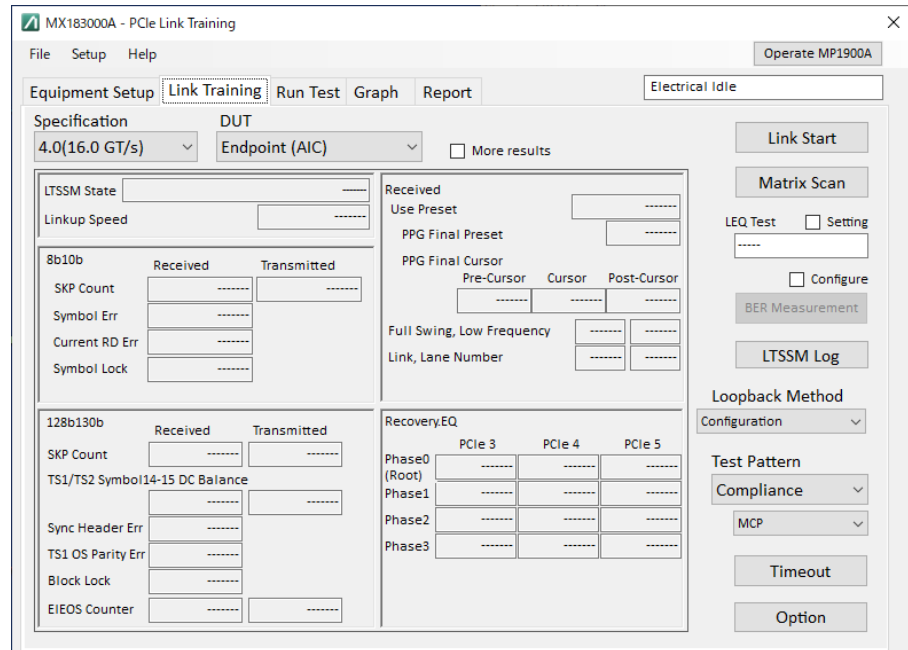 MX183000A - PCIe Link Training
File Setup Help
Operate MP1900A
Equipment Setup Link Training Run Test Graph Report
Electrical Idle
Specification DUT
4.0(16.0 GT/s) Endpoint (AIC) More results
Link Start
Matrix Scan
LEQ Test Setting
-----
Configure
BER Measurement
LTSSM Log
Loopback Method
Configuration
Test Pattern
Compliance
MCP
Timeout
Option
LTSSM State ------
Linkup Speed -------
8b10b
Received Transmitted
SKP Count ------- -------
Symbol Err -------
Current RD Err -------
Symbol Lock -------
Received
Use Preset -------
PPG Final Preset -------
PPG Final Cursor
Pre-Cursor Cursor Post-Cursor
------- ------- -------
Full Swing, Low Frequency ------- -------
Link, Lane Number ------- -------
128b130b
Received Transmitted
SKP Count ------- -------
TS1/TS2 Symbol14-15 DC Balance
------- -------
Sync Header Err -------
TS1 OS Parity Err -------
Block Lock -------
EIEOS Counter ------- -------
Recovery.EQ
PCIe 3 PCIe 4 PCIe 5
Phase0 ------- ------- -------
(Root)
Phase1 ------- ------- -------
Phase2 ------- ------- -------
Phase3 ------- ------- -------